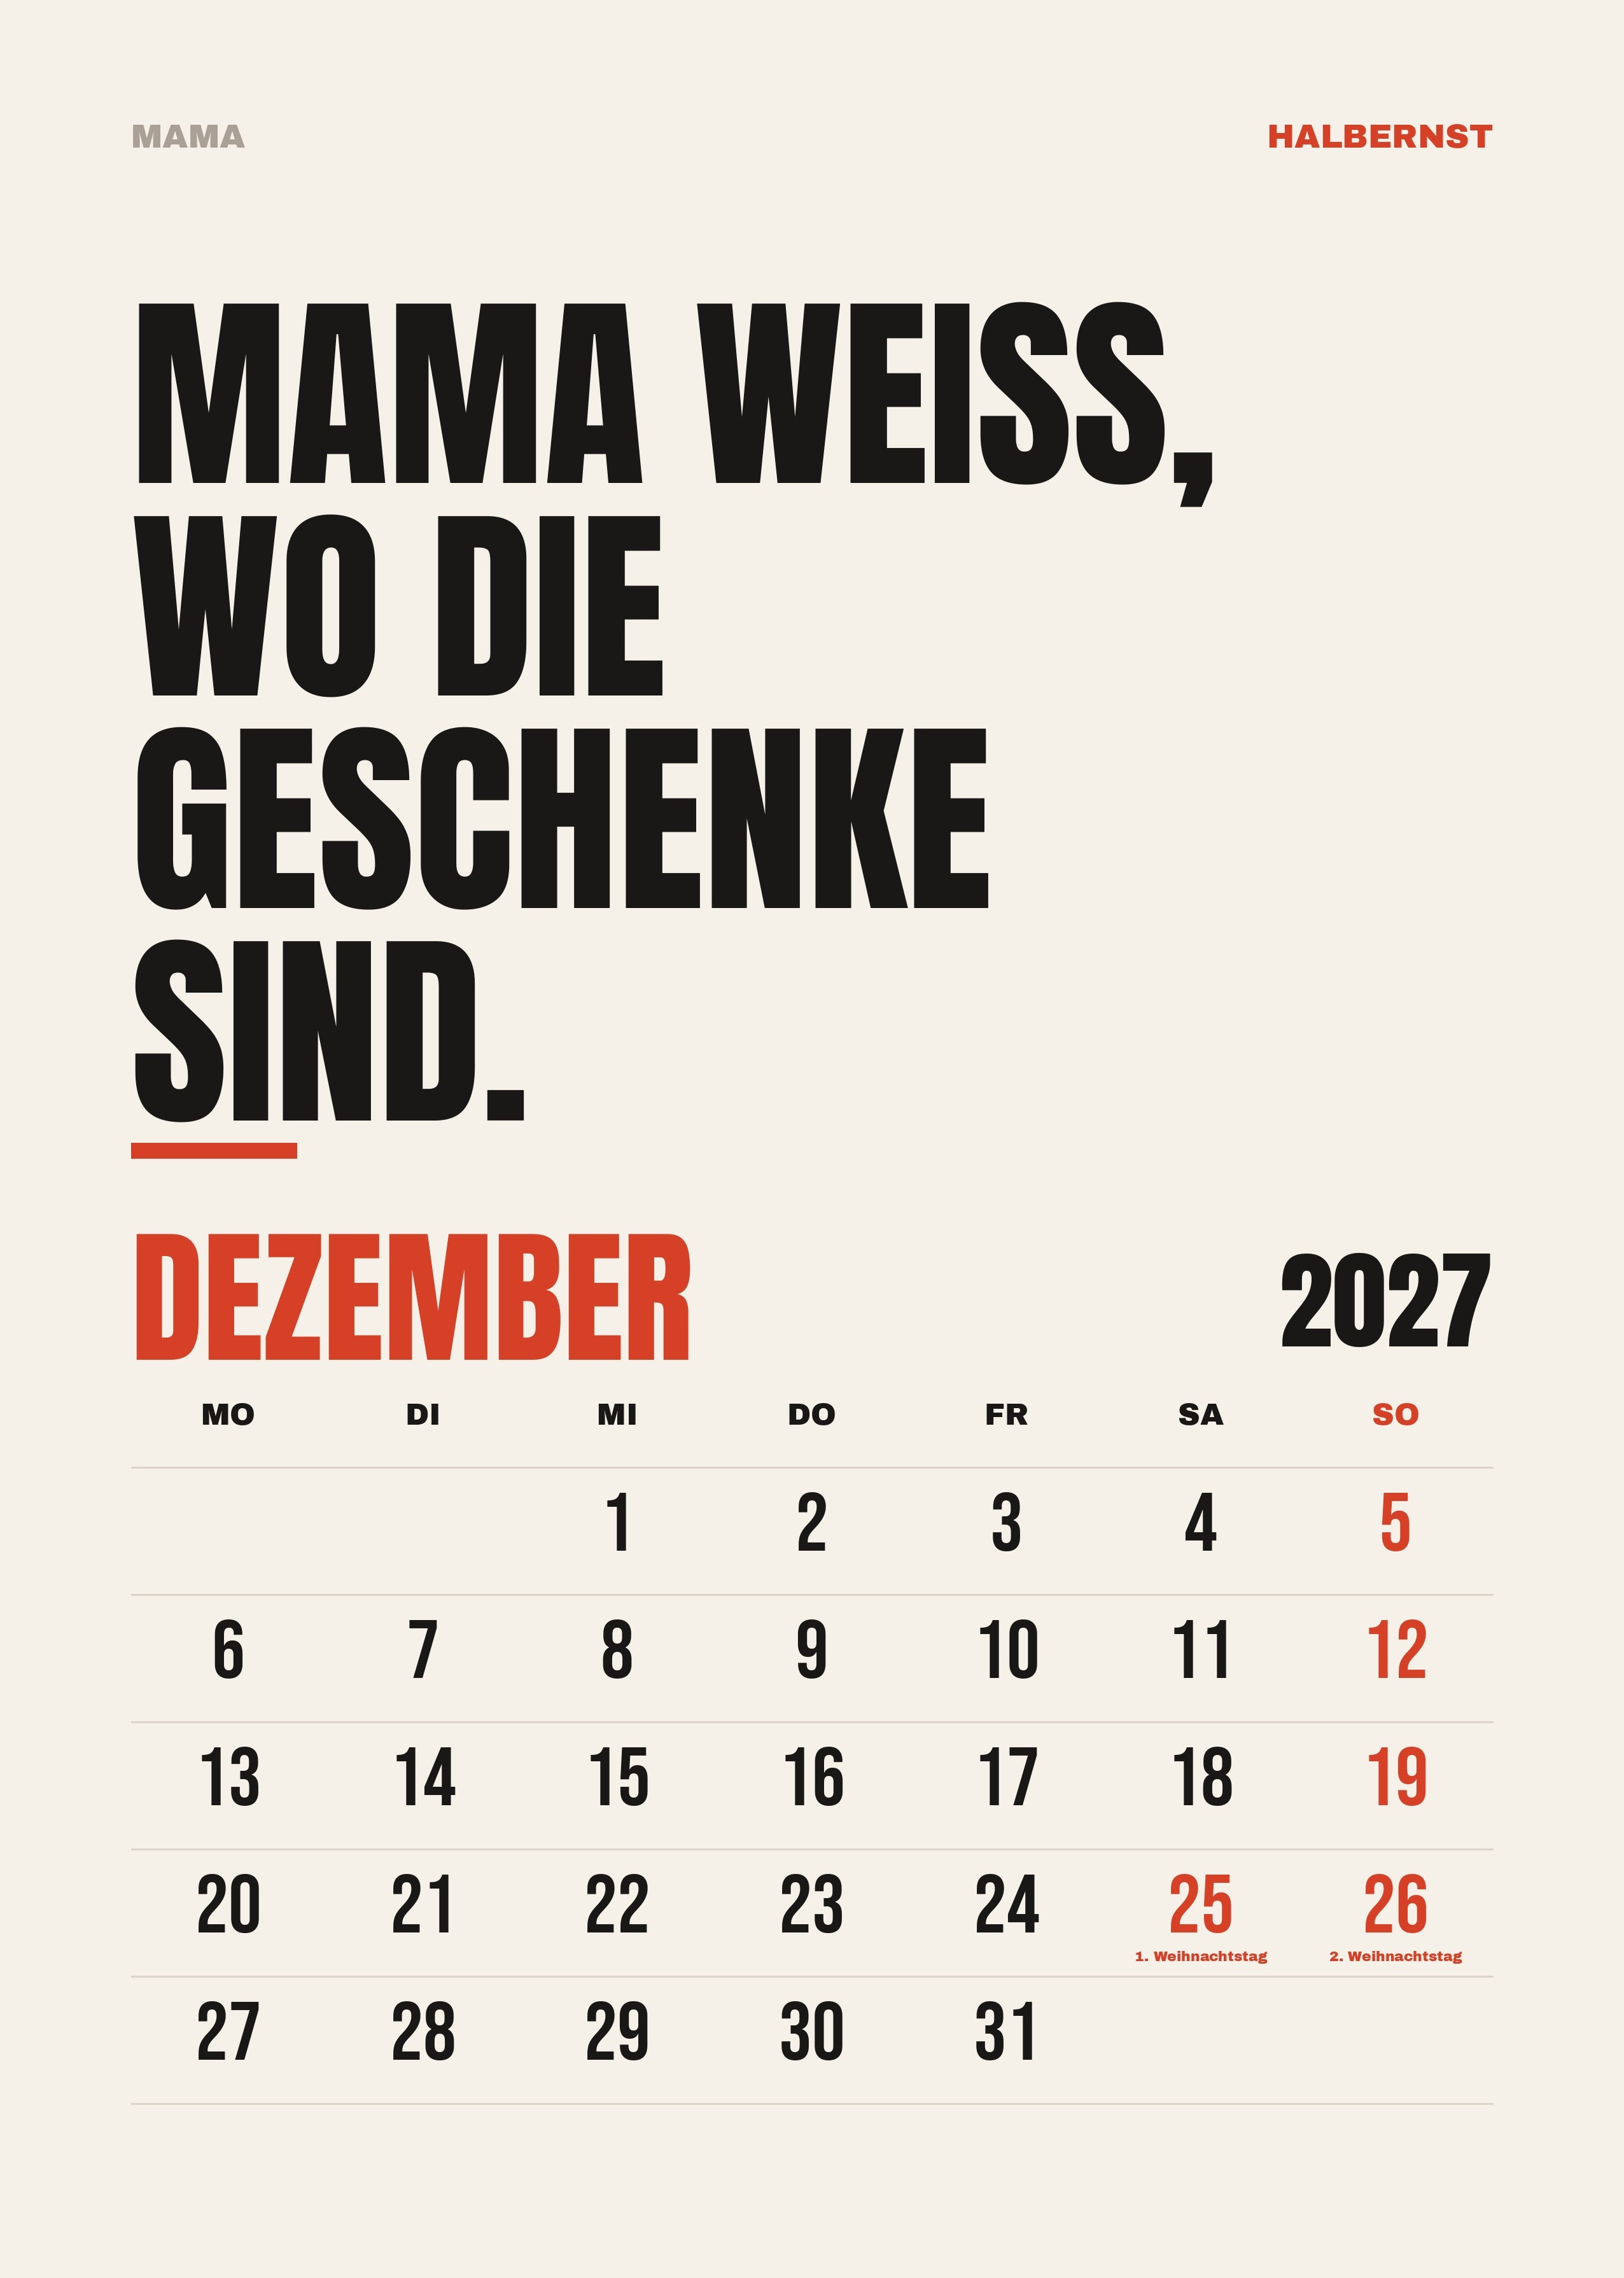 MAMA HALBERNST
MAMA WEISS,
WO DIE
GESCHENKE
SIND.
DEZEMBER 2027
MO DI MI DO FR SA SO
1 2 3 4 5
6 7 8 9 10 11 12
13 14 15 16 17 18 19
20 21 22 23 24 25 26
1. Weihnachtstag 2. Weihnachtstag
27 28 29 30 31